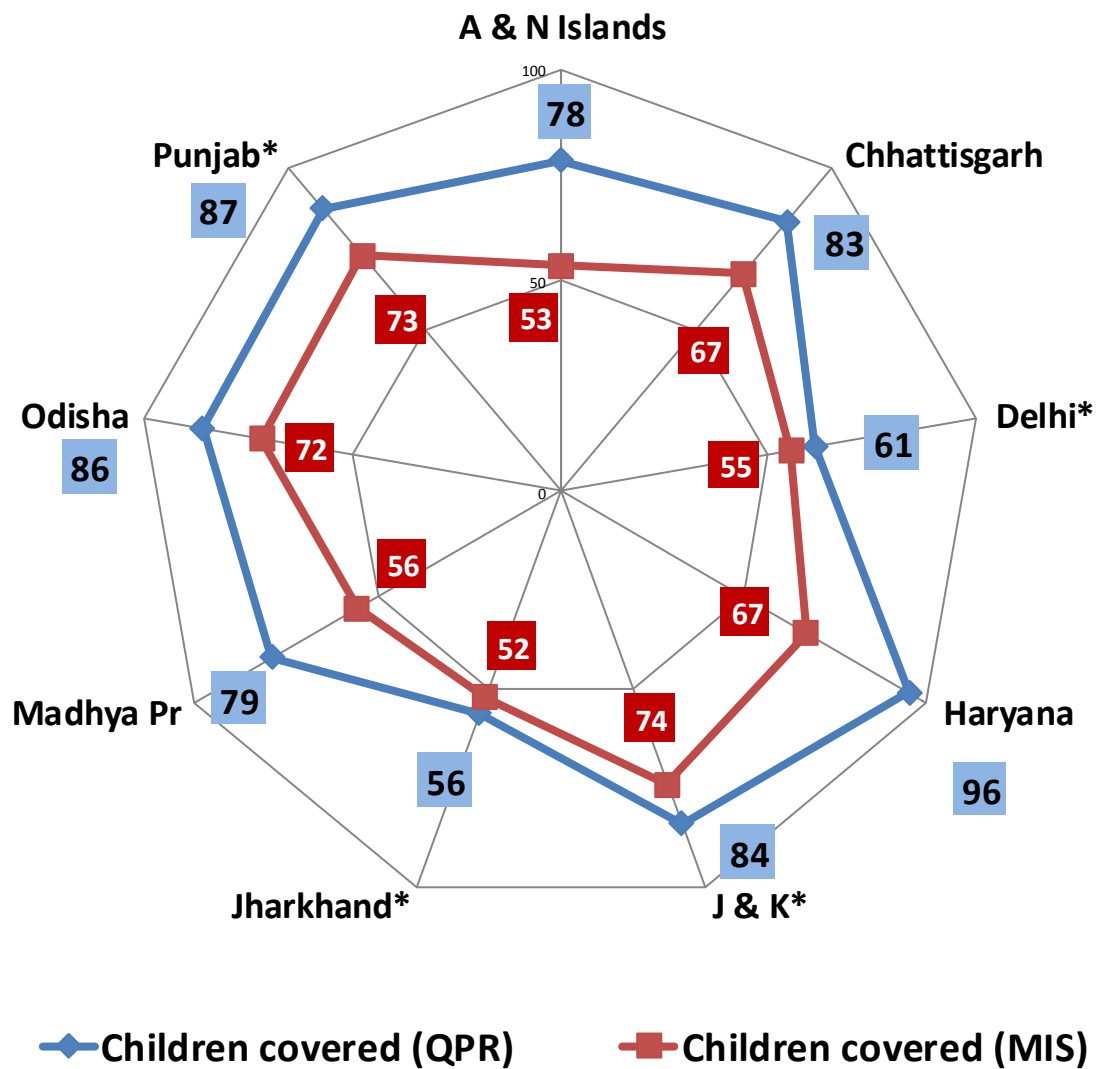 A & N Islands
100
78
Punjab*
Chhattisgarh
87
83
50
53
73
67
Odisha
Delhi*
86
72
61
55
0
56
67
52
79
Madhya Pr
74
Haryana
56
96
84
Jharkhand*
J & K*
Children covered (QPR)
Children covered (MIS)